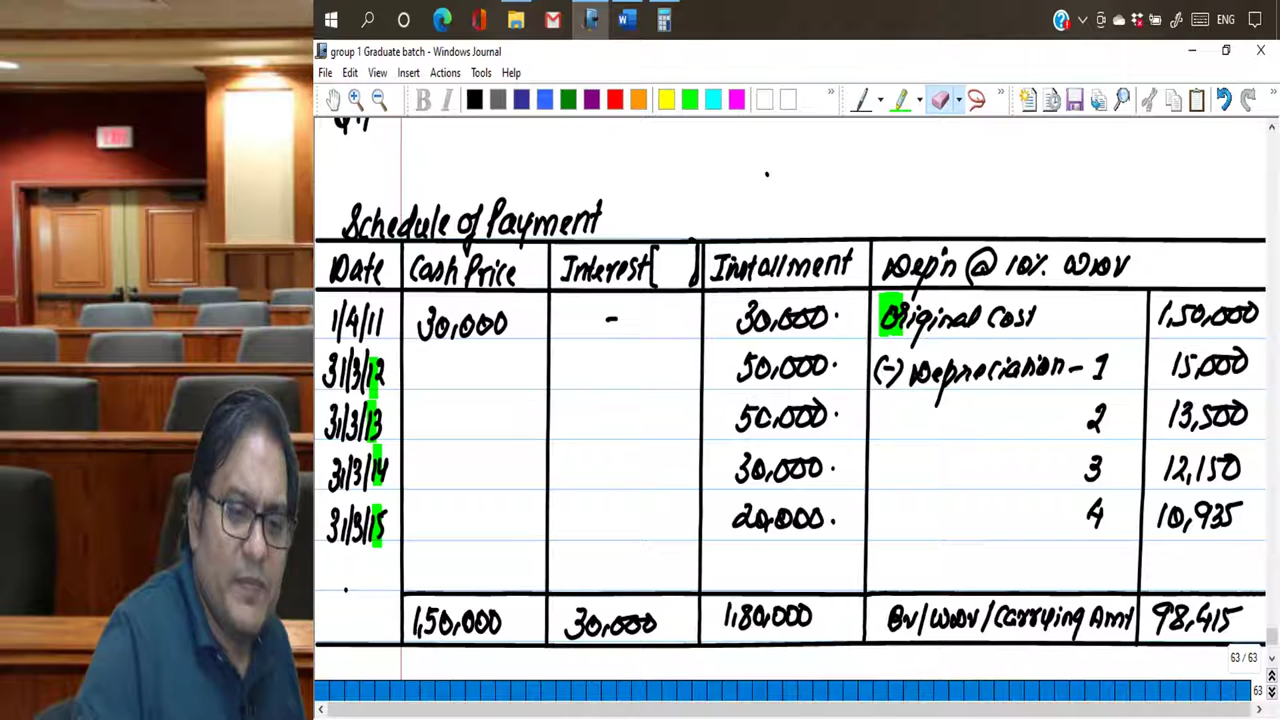 ENG
group 1 Graduate batch - Windows Journal
File Edit View Insert Actions Tools Help
B I
EXIT
Schedule of Payment
Date Cash Price Interest[ ] Installment Dep'n @ 10% WDV
1/4/11 30,000 - 30,000 Original Cost 1,50,000
31/3/12 50,000 (-) Depreciation - 1 15,000
31/3/13 50,000 2 13,500
31/3/14 30,000 3 12,150
31/3/15 20,000 4 10,935
1,50,000 30,000 1,80,000 BV/WDV/Carrying Amt 98,415
63 / 63
63